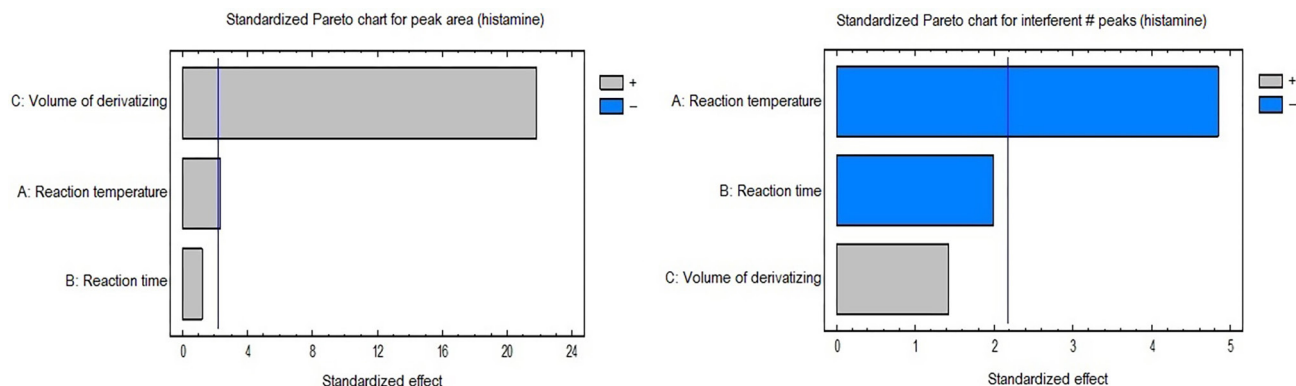 Standardized Pareto chart for peak area (histamine)
C: Volume of derivatizing
A: Reaction temperature
B: Reaction time
+
–
0 4 8 12 16 20 24
Standardized effect
Standardized Pareto chart for interferent # peaks (histamine)
A: Reaction temperature
B: Reaction time
C: Volume of derivatizing
+
–
0 1 2 3 4 5
Standardized effect